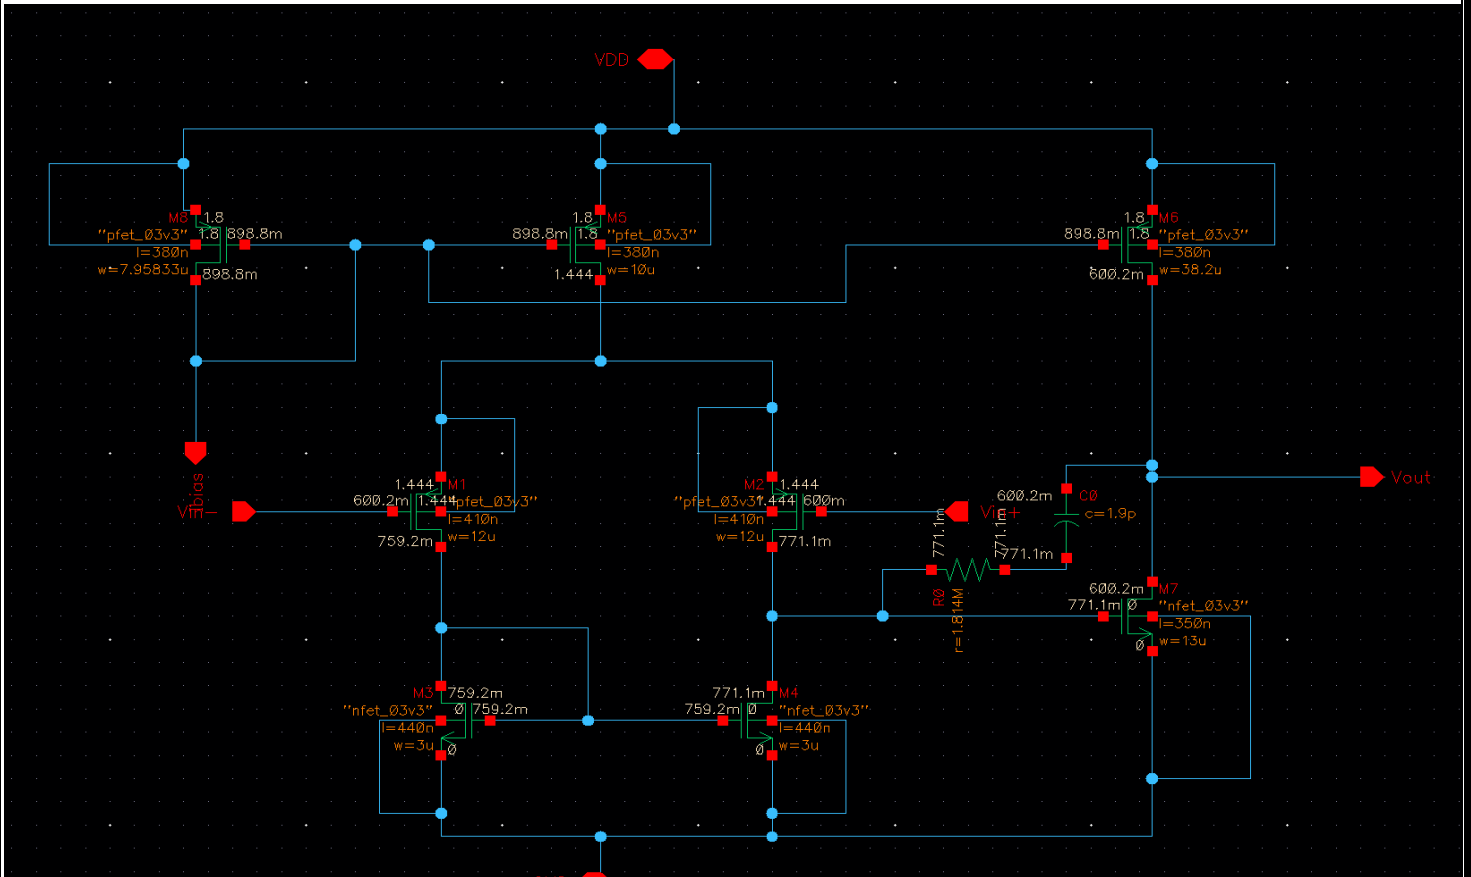 VDD
M8
1.8
"pfet_03v3"
1.8
898.8m
l=380n
w=7.95833u
898.8m
1.8
M5
898.8m
1.8
"pfet_03v3"
l=380n
1.444
w=10u
1.8
M6
898.8m
1.8
"pfet_03v3"
l=380n
600.2m
w=38.2u
Ibias
Vin-
1.444
M1
600.2m
1.444
"pfet_03v3"
l=410n
w=12u
759.2m
M2
1.444
"pfet_03v3"
1.444
600m
l=410n
w=12u
771.1m
Vin+
600.2m
C0
c=1.9p
771.1m
771.1m
771.1m
R0
r=1.814M
Vout
600.2m
M7
771.1m
0
"nfet_03v3"
l=350n
w=13u
0
M3
759.2m
"nfet_03v3"
0
759.2m
l=440n
w=3u
0
771.1m
M4
759.2m
0
"nfet_03v3"
l=440n
w=3u
0